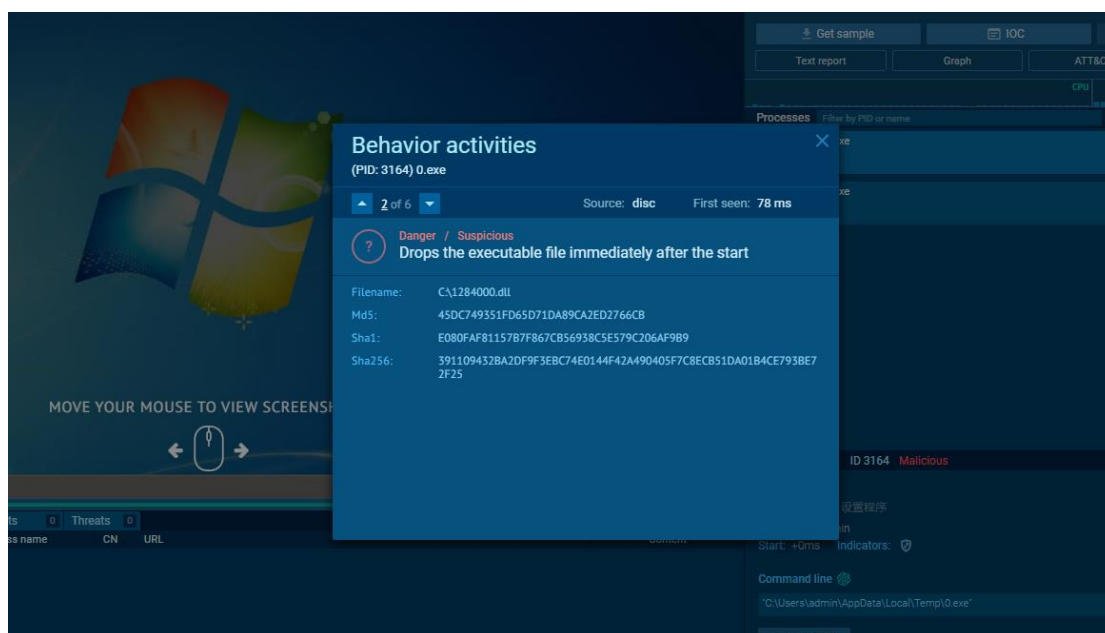 Get sample
IOC
Text report
Graph
CPU
Processes
Filter by PID or name
Behavior activities
(PID: 3164) 0.exe
2 of 6
Source: disc
First seen: 78 ms
Danger / Suspicious
Drops the executable file immediately after the start
Filename: C:\1284000.dll
Md5: 45DC749351FD65D71DA89CA2ED2766CB
Sha1: E080FAF81157B7F867CB56938C5E579C206AF9B9
Sha256: 391109432BA2DF9F3EBC74E0144F42A490405F7C8ECB51DA01B4CE793BE7
2F25
MOVE YOUR MOUSE TO VIEW
ID 3164 Malicious
设置程序
Threats 0
CN URL
Start: +0ms Indicators:
Command line
"C:\Users\admin\AppData\Local\Temp\0.exe"